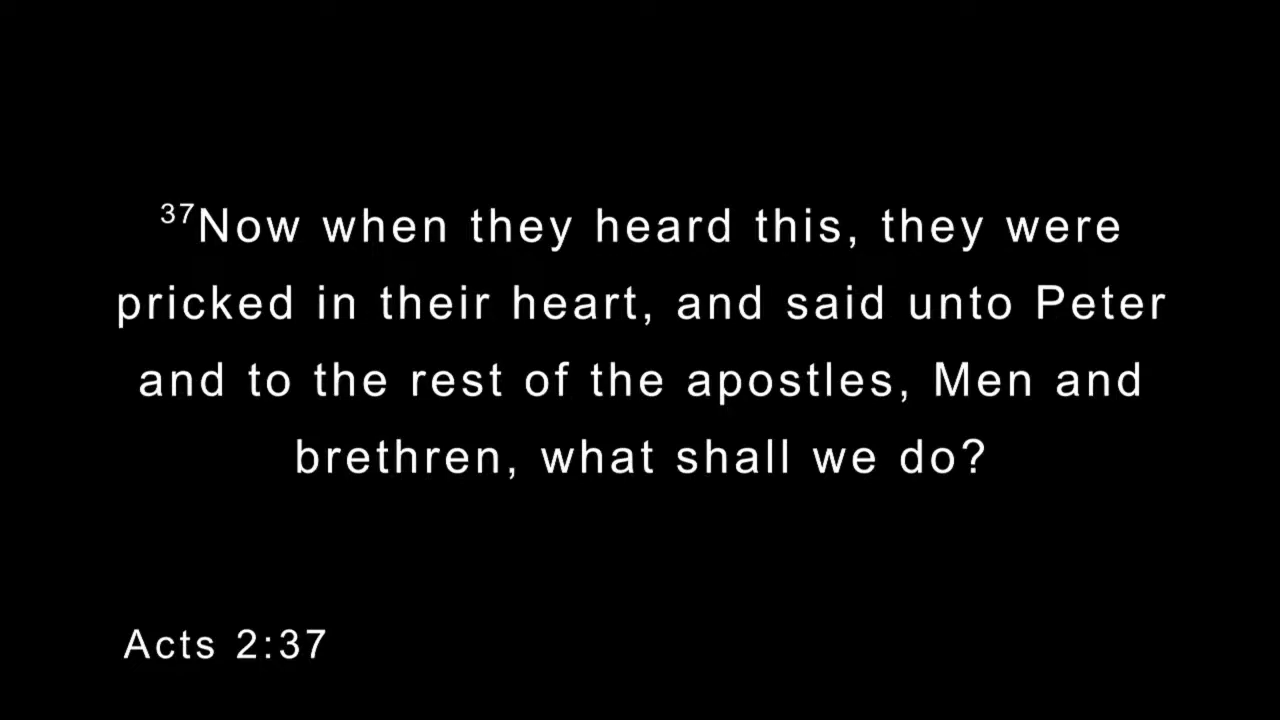 ³⁷Now when they heard this, they were
pricked in their heart, and said unto Peter
and to the rest of the apostles, Men and
brethren, what shall we do?
Acts 2:37